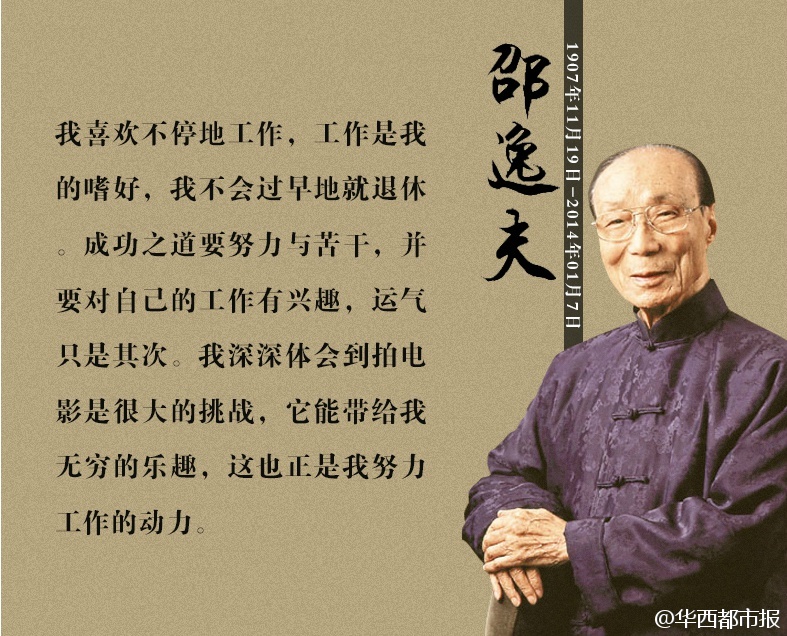 我喜欢不停地工作，工作是我
的嗜好，我不会过早地就退休
。成功之道要努力与苦干，并
要对自己的工作有兴趣，运气
只是其次。我深深体会到拍电
影是很大的挑战，它能带给我
无穷的乐趣，这也正是我努力
工作的动力。
邵逸夫
1907年11月19日-2014年01月7日
@华西都市报